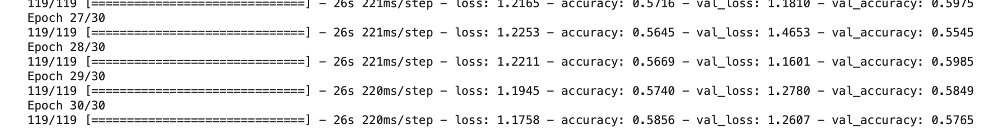 119/119 [==============================] - 26s 221ms/step - loss: 1.2165 - accuracy: 0.5716 - val_loss: 1.1810 - val_accuracy: 0.5975
Epoch 27/30
119/119 [==============================] - 26s 221ms/step - loss: 1.2253 - accuracy: 0.5645 - val_loss: 1.4653 - val_accuracy: 0.5545
Epoch 28/30
119/119 [==============================] - 26s 221ms/step - loss: 1.2211 - accuracy: 0.5669 - val_loss: 1.1601 - val_accuracy: 0.5985
Epoch 29/30
119/119 [==============================] - 26s 220ms/step - loss: 1.1945 - accuracy: 0.5740 - val_loss: 1.2780 - val_accuracy: 0.5849
Epoch 30/30
119/119 [==============================] - 26s 220ms/step - loss: 1.1758 - accuracy: 0.5856 - val_loss: 1.2607 - val_accuracy: 0.5765